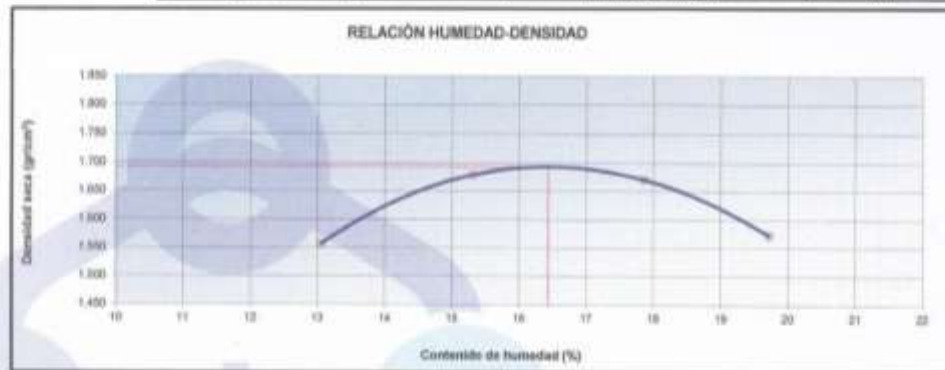 RELACIÓN HUMEDAD-DENSIDAD
Densidad seca (gr/cm³)
1.850
1.800
1.750
1.700
1.650
1.600
1.550
1.500
1.450
10 11 12 13 14 15 16 17 18 19 20 21 22
Contenido de humedad (%)